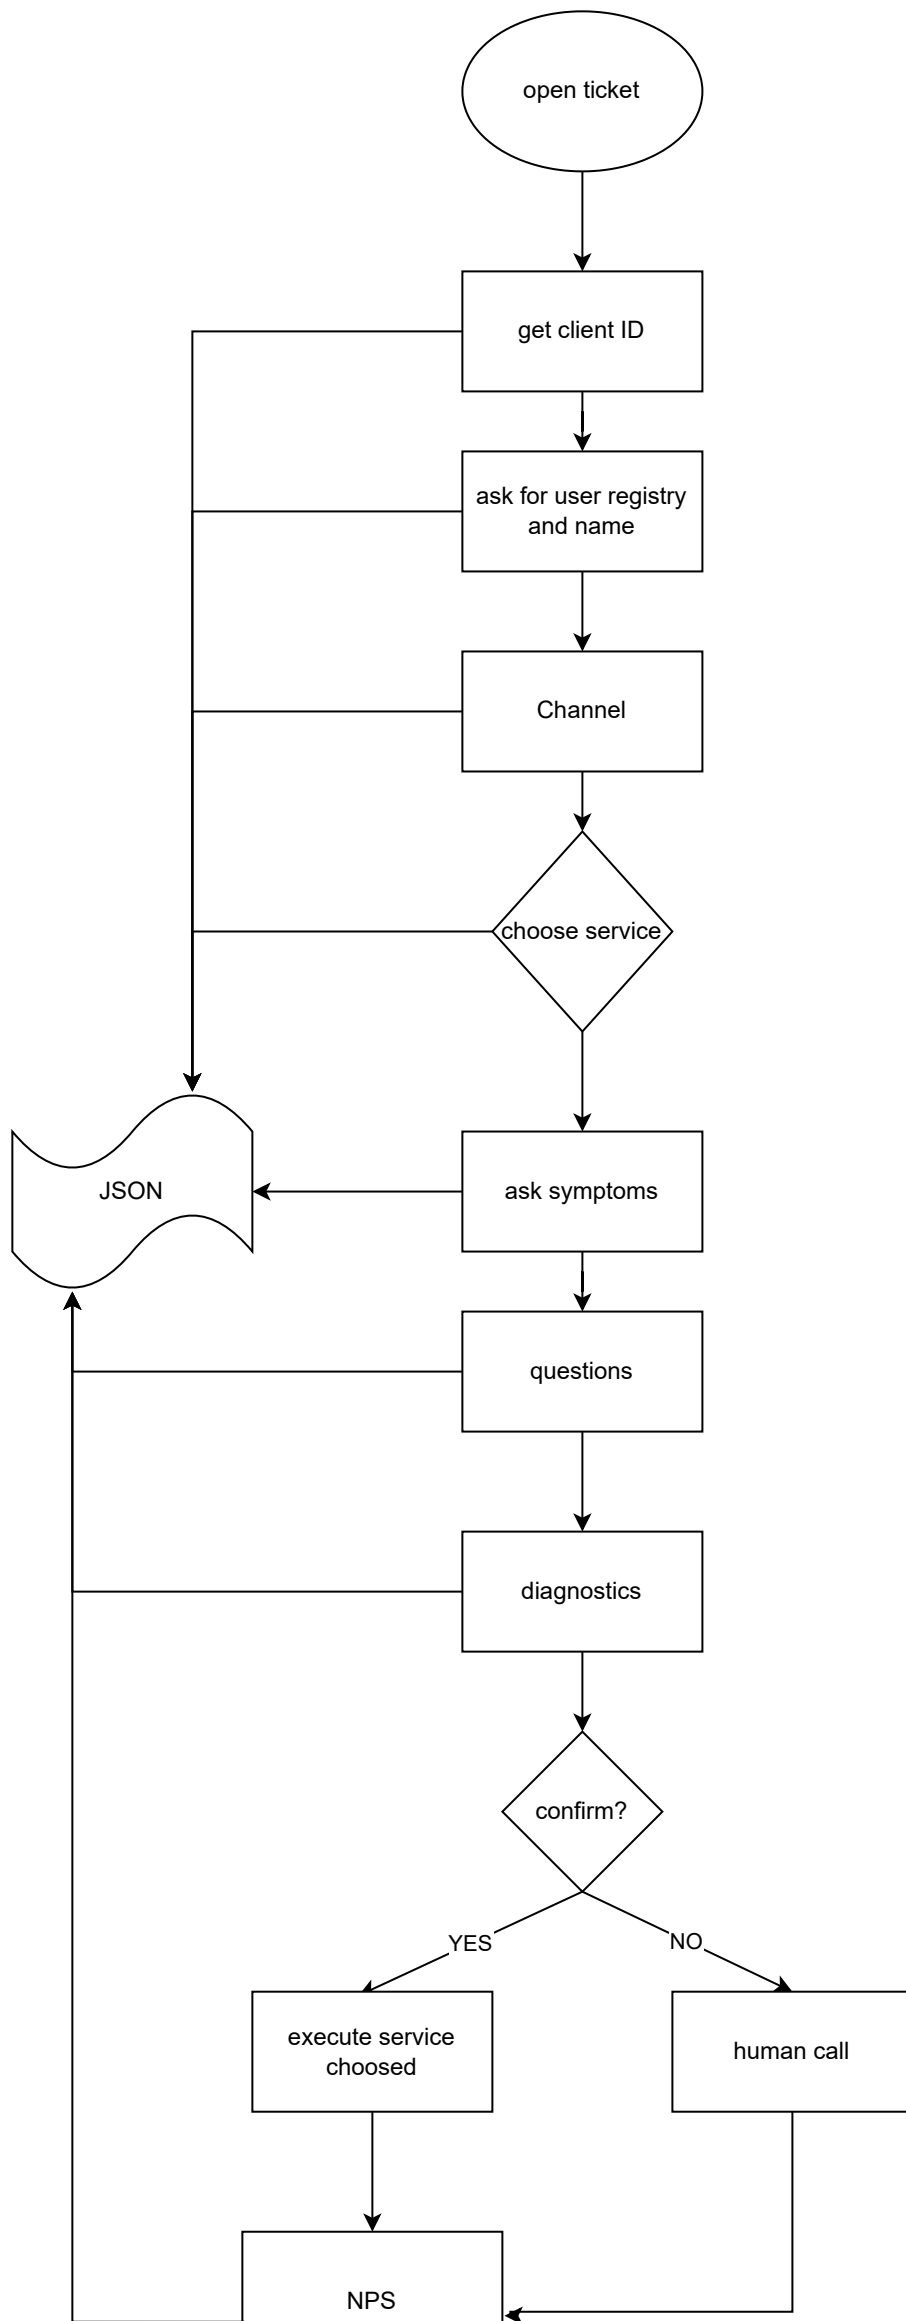 open ticket
get client ID
ask for user registry
and name
Channel
choose service
JSON
ask symptoms
questions
diagnostics
confirm?
YES
NO
execute service
choosed
human call
NPS